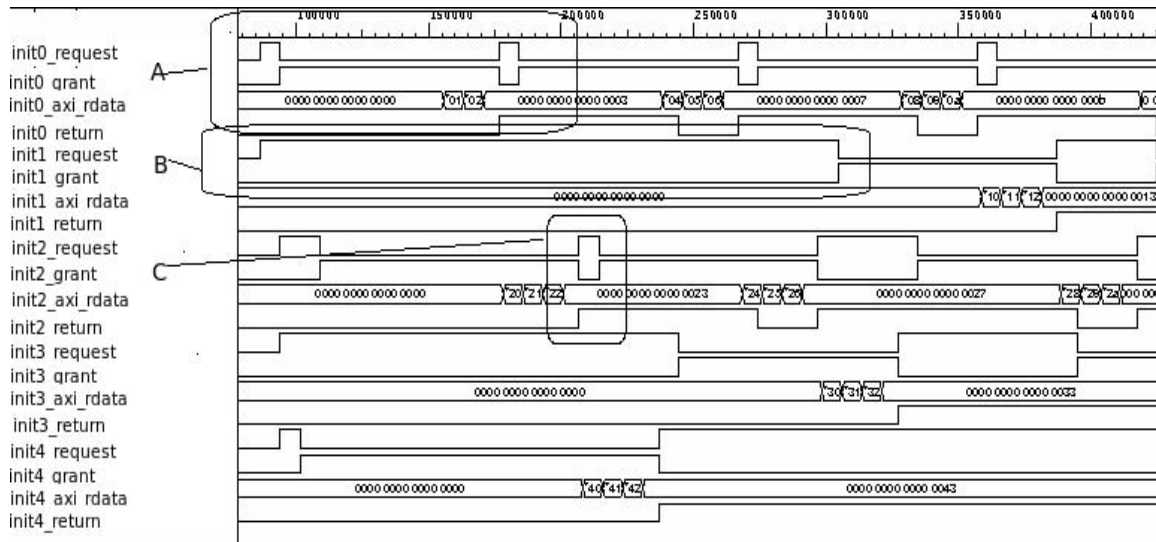 100000 150000 200000 250000 300000 350000 400000
init0_request
A
init0_grant
init0_axi_rdata 0000 0000 0000 0000 '01 '02 0000 0000 0000 0003 '04 '05 '06 0000 0000 0000 0007 '08 '09 '0a 0000 0000 0000 000b
init0_return
init1_request
B
init1_grant
init1_axi_rdata 0000 0000 0000 0000 '10 '11 '12 0000 0000 0000 0013
init1_return
init2_request
C
init2_grant
init2_axi_rdata 0000 0000 0000 0000 '20 '21 '22 0000 0000 0000 0023 '24 '25 '26 0000 0000 0000 0027 '28 '29 '2a
init2_return
init3_request
init3_grant
init3_axi_rdata 0000 0000 0000 0000 '30 '31 '32 0000 0000 0000 0033
init3_return
init4_request
init4_grant
init4_axi_rdata 0000 0000 0000 0000 '40 '41 '42 0000 0000 0000 0043
init4_return